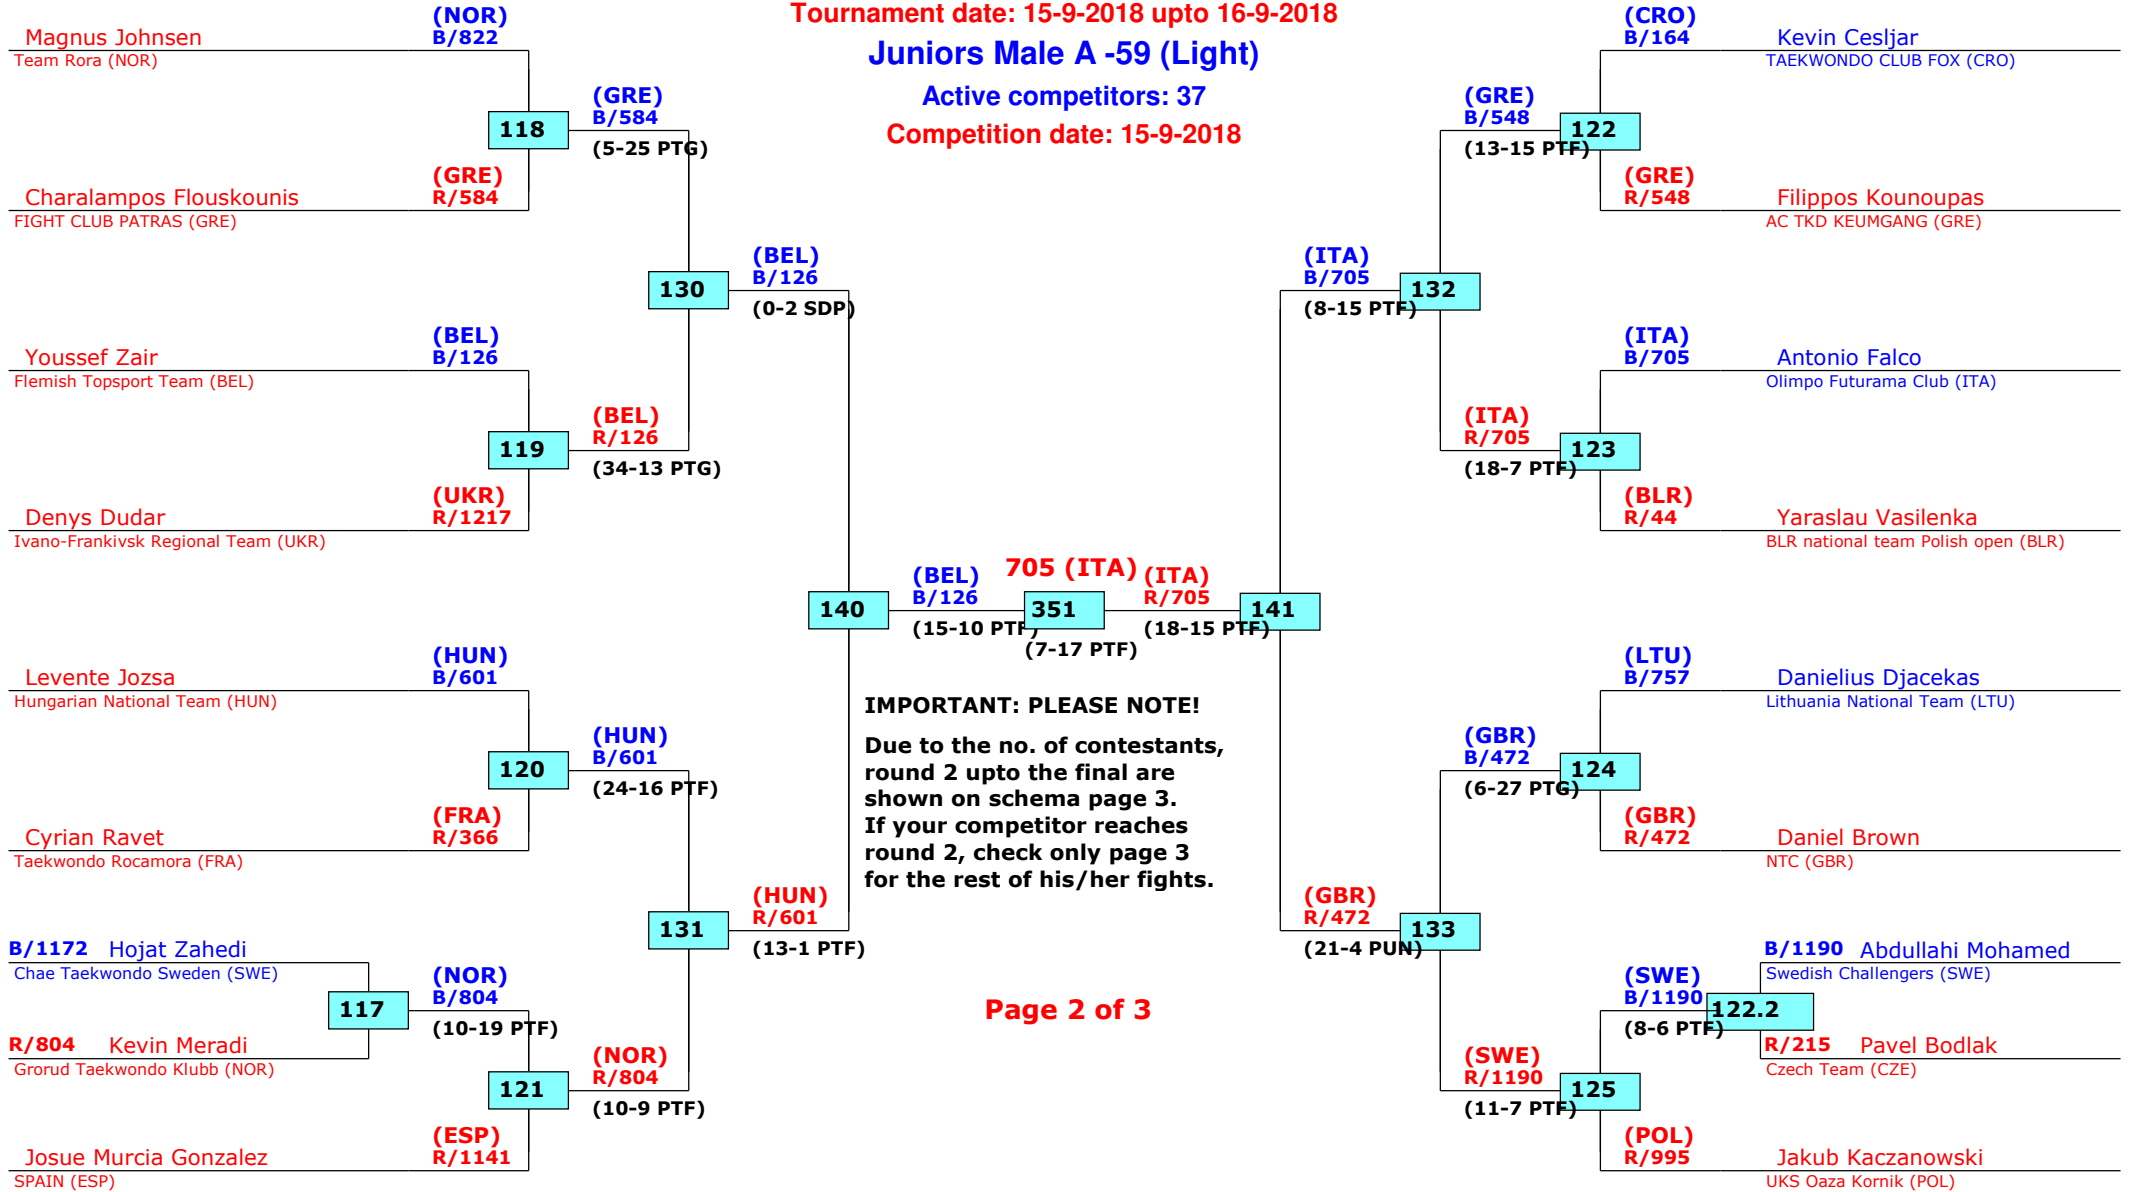 Tournament date: 15-9-2018 upto 16-9-2018
Juniors Male A -59 (Light)
Active competitors: 37
Competition date: 15-9-2018
(NOR)
Magnus Johnsen B/822
Team Rora (NOR)
(GRE)
B/584
118
(5-25 PTG)
(GRE)
Charalampos Flouskounis R/584
FIGHT CLUB PATRAS (GRE)
(BEL)
B/126
130
(0-2 SDP)
(BEL)
Youssef Zair B/126
Flemish Topsport Team (BEL)
(BEL)
R/126
119
(34-13 PTG)
(UKR)
Denys Dudar R/1217
Ivano-Frankivsk Regional Team (UKR)
(BEL)
B/126
140
(15-10 PTF)
(HUN)
Levente Jozsa B/601
Hungarian National Team (HUN)
(HUN)
B/601
120
(24-16 PTF)
(FRA)
Cyrian Ravet R/366
Taekwondo Rocamora (FRA)
(HUN)
R/601
131
(13-1 PTF)
B/1172 Hojat Zahedi
Chae Taekwondo Sweden (SWE)
(NOR)
B/804
117
(10-19 PTF)
R/804 Kevin Meradi
Grorud Taekwondo Klubb (NOR)
(NOR)
R/804
121
(10-9 PTF)
(ESP)
Josue Murcia Gonzalez R/1141
SPAIN (ESP)
705 (ITA)
351
(7-17 PTF)
IMPORTANT: PLEASE NOTE!
Due to the no. of contestants,
round 2 upto the final are
shown on schema page 3.
If your competitor reaches
round 2, check only page 3
for the rest of his/her fights.
Page 2 of 3
(CRO)
B/164 Kevin Cesljar
TAEKWONDO CLUB FOX (CRO)
(GRE)
B/548
122
(13-15 PTF)
(GRE)
R/548 Filippos Kounoupas
AC TKD KEUMGANG (GRE)
(ITA)
B/705
132
(8-15 PTF)
(ITA)
B/705 Antonio Falco
Olimpo Futurama Club (ITA)
(ITA)
R/705
123
(18-7 PTF)
(BLR)
R/44 Yaraslau Vasilenka
BLR national team Polish open (BLR)
(ITA)
R/705
141
(18-15 PTF)
(LTU)
B/757 Danielius Djacekas
Lithuania National Team (LTU)
(GBR)
B/472
124
(6-27 PTG)
(GBR)
R/472 Daniel Brown
NTC (GBR)
(GBR)
R/472
133
(21-4 PUN)
B/1190 Abdullahi Mohamed
Swedish Challengers (SWE)
(SWE)
B/1190
122.2
(8-6 PTF)
R/215 Pavel Bodlak
Czech Team (CZE)
(SWE)
R/1190
125
(11-7 PTF)
(POL)
R/995 Jakub Kaczanowski
UKS Oaza Kornik (POL)